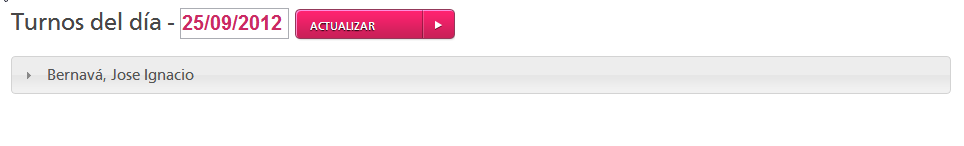 Turnos del día - 25/09/2012 ACTUALIZAR
Bernavá, Jose Ignacio